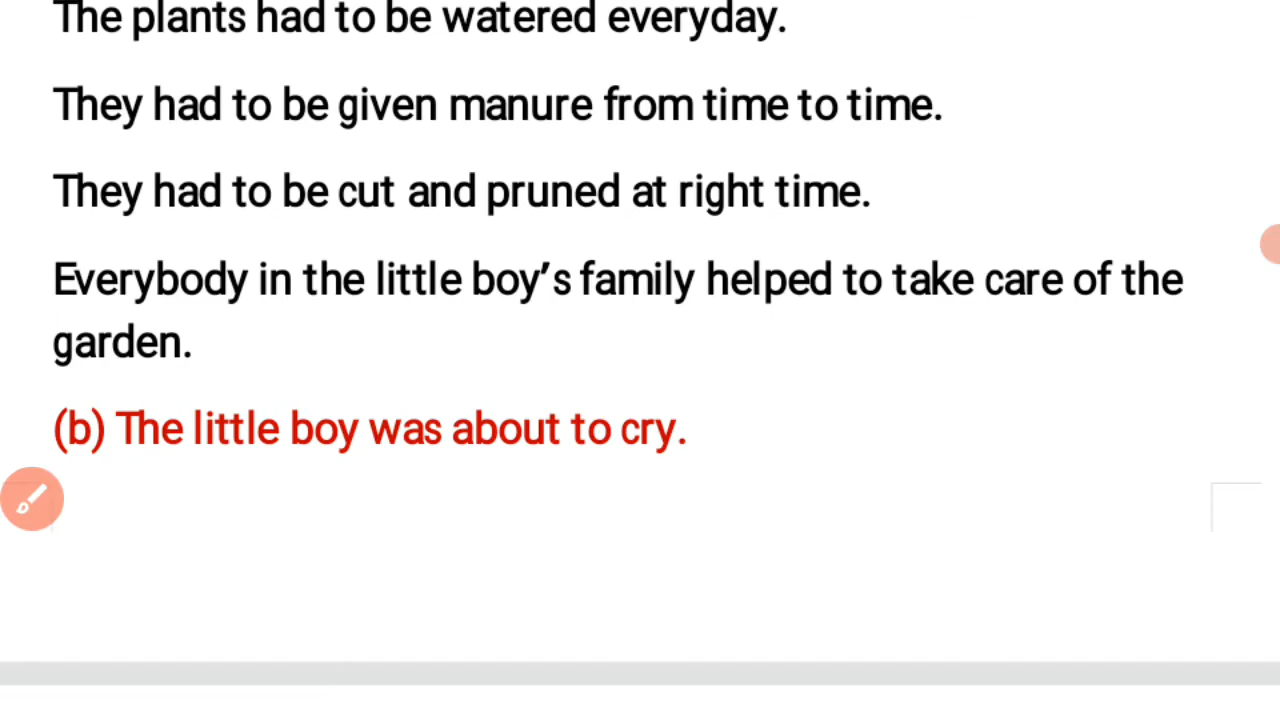 The plants had to be watered everyday.
They had to be given manure from time to time.
They had to be cut and pruned at right time.
Everybody in the little boy's family helped to take care of the
garden.
(b) The little boy was about to cry.